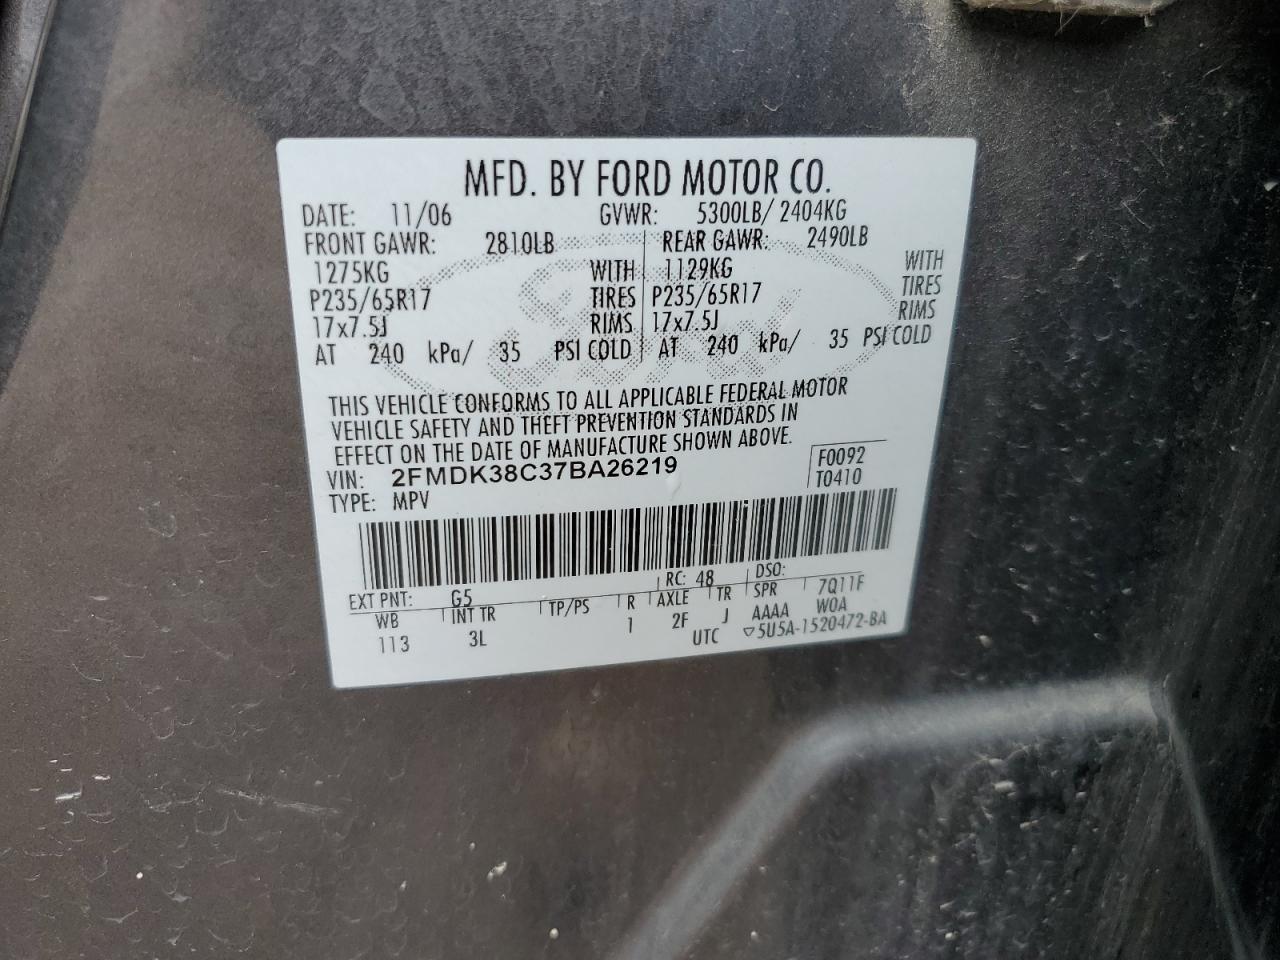 MFD. BY FORD MOTOR CO.
DATE: 11/06 GVWR: 5300LB/ 2404KG
FRONT GAWR: 2810LB REAR GAWR: 2490LB
1275KG WITH 1129KG WITH
P235/65R17 TIRES P235/65R17 TIRES
17x7.5J RIMS 17x7.5J RIMS
AT 240 kPa/ 35 PSI COLD AT 240 kPa/ 35 PSI COLD
THIS VEHICLE CONFORMS TO ALL APPLICABLE FEDERAL MOTOR
VEHICLE SAFETY AND THEFT PREVENTION STANDARDS IN
EFFECT ON THE DATE OF MANUFACTURE SHOWN ABOVE.
VIN: 2FMDK38C37BA26219 F0092
TYPE: MPV T0410
EXT PNT: G5 RC: 48 DSO:
WB INT TR TP/PS R AXLE TR SPR 7Q11F
113 3L 1 2F J AAAA W0A
UTC ▽5U5A-1520472-BA